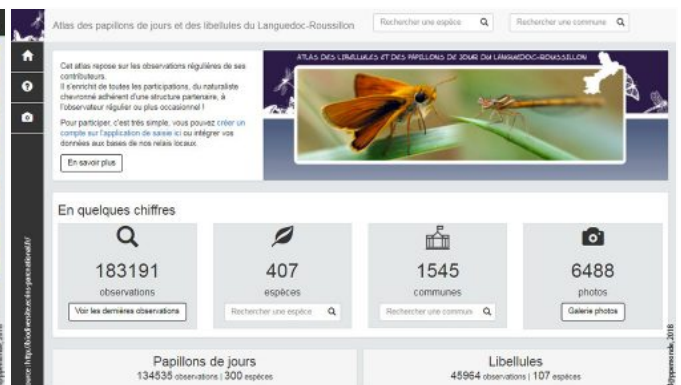 Atlas des papillons de jours et des libellules du Languedoc-Roussillon
Rechercher une espèce
Rechercher une commune
Cet atlas repose sur les observations régulières de ses
contributeurs.
Il s'enrichit de toutes les participations, du naturaliste
chevronné adhérent d'une structure partenaire, à
l'observateur régulier ou plus occasionnel !
Pour participer, c'est très simple, vous pouvez créer un
compte sur l'application de saisie ici ou intégrer vos
données aux bases de nos relais locaux.
En savoir plus
ATLAS DES LIBELLULES ET DES PAPILLONS DE JOUR DU LANGUEDOC-ROUSSILLON
En quelques chiffres
183191
observations
Voir les dernières observations
407
espèces
Rechercher une espèce
1545
communes
Rechercher une commun
6488
photos
Galerie photos
Papillons de jours
134535 observations | 300 espèces
Libellules
45964 observations | 107 espèces